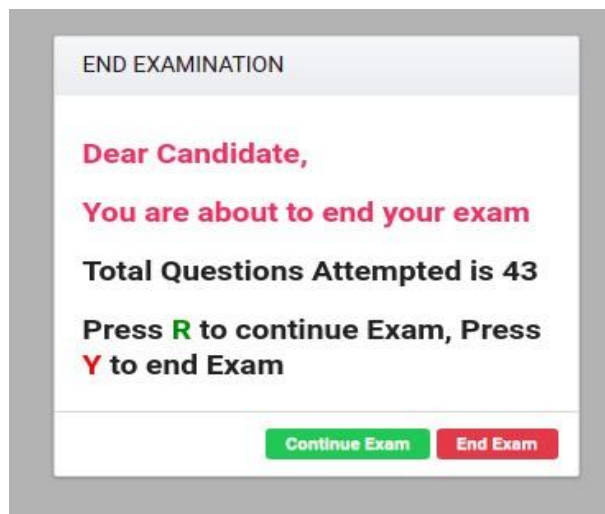 END EXAMINATION
Dear Candidate,
You are about to end your exam
Total Questions Attempted is 43
Press R to continue Exam, Press
Y to end Exam
Continue Exam End Exam